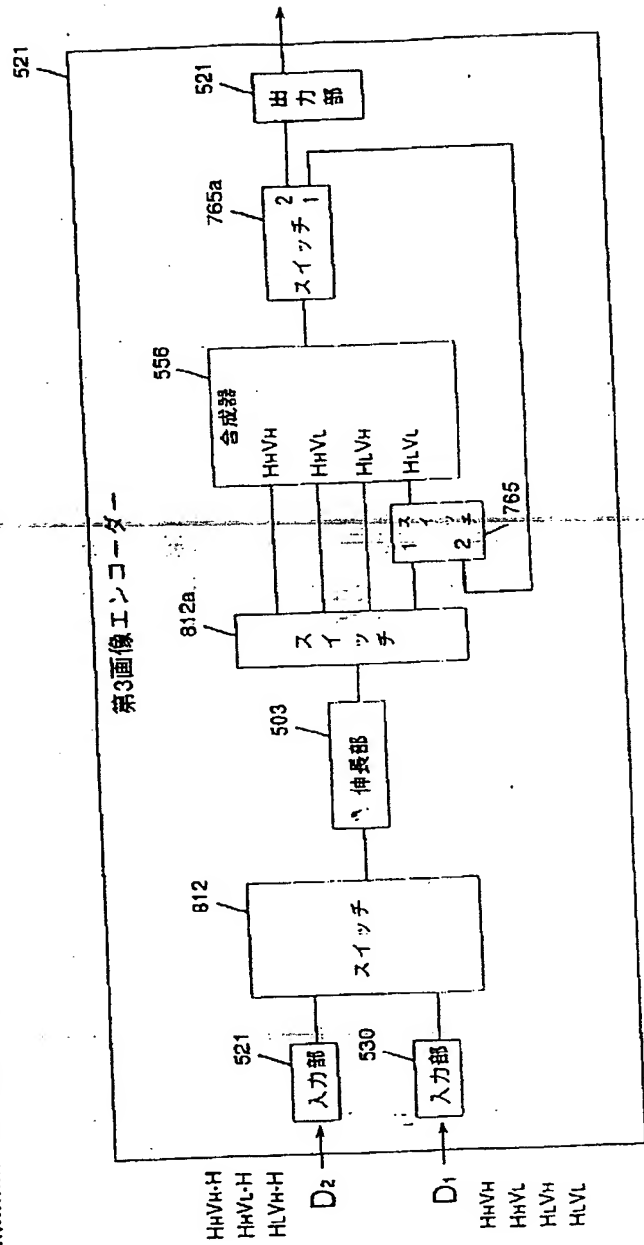 521
第3画像エンコーダー
HHVH・H
HHVL・H
HLVH・H
D2
521
入力部
D1
HHVH
HHVL
HLVH
HLVL
530
入力部
812
スイッチ
503
伸長部
812a
スイッチ
556
合成器
HHVH
HHVL
HLVH
HLVL
1
2
スイッチ
765
765a
スイッチ
2
1
521
出力部